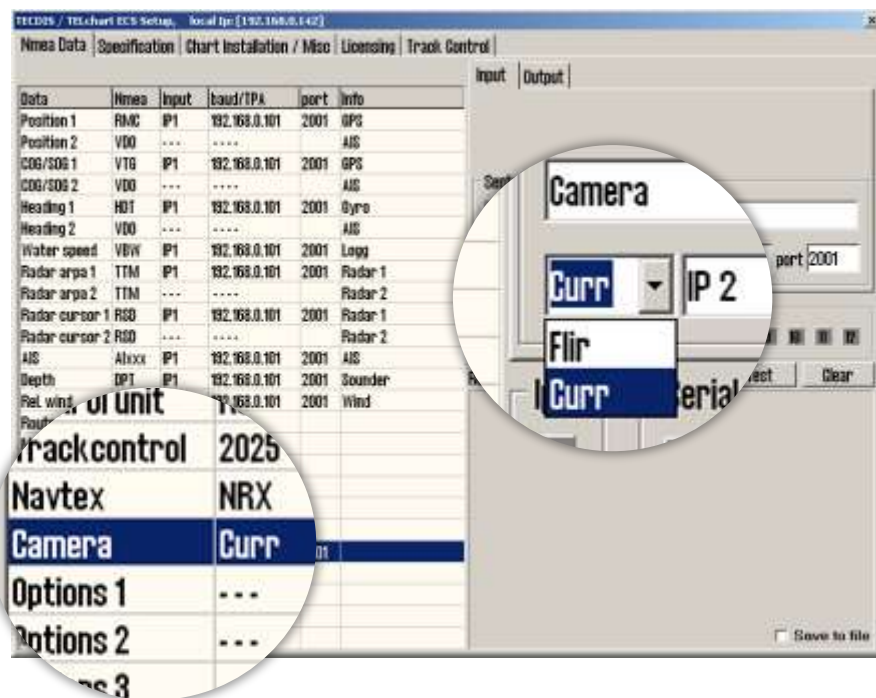 TECDIS / TELchart ECS Setup, local Ip: [192.168.0.142]
Nmea Data Specification Chart Installation / Misc Licensing Track Control
Input Output
Data Nmea Input baud/TPA port Info
Position 1 RMC IP1 192.168.0.101 2001 GPS
Position 2 VDO --- ---- AIS
COG/SOG 1 VTG IP1 192.168.0.101 2001 GPS
COG/SOG 2 VDO --- ---- AIS
Heading 1 HDT IP1 192.168.0.101 2001 Gyro
Heading 2 VDO --- ---- AIS
Water speed VBW IP1 192.168.0.101 2001 Logg
Radar arpa 1 TTM IP1 192.168.0.101 2001 Radar 1
Radar arpa 2 TTM --- ---- Radar 2
Radar cursor 1 RSD IP1 192.168.0.101 2001 Radar 1
Radar cursor 2 RSD --- ---- Radar 2
AIS AIxxx IP1 192.168.0.101 2001 AIS
Depth DPT IP1 192.168.0.101 2001 Sounder
Rel. wind 2001 Wind
Camera
port 2001
Curr IP 2
Flir
Curr
10 11 12
Clear
unit
Trackcontrol 2025
Navtex NRX
Camera Curr
Options 1 ---
Options 2 ---
3
Save to file